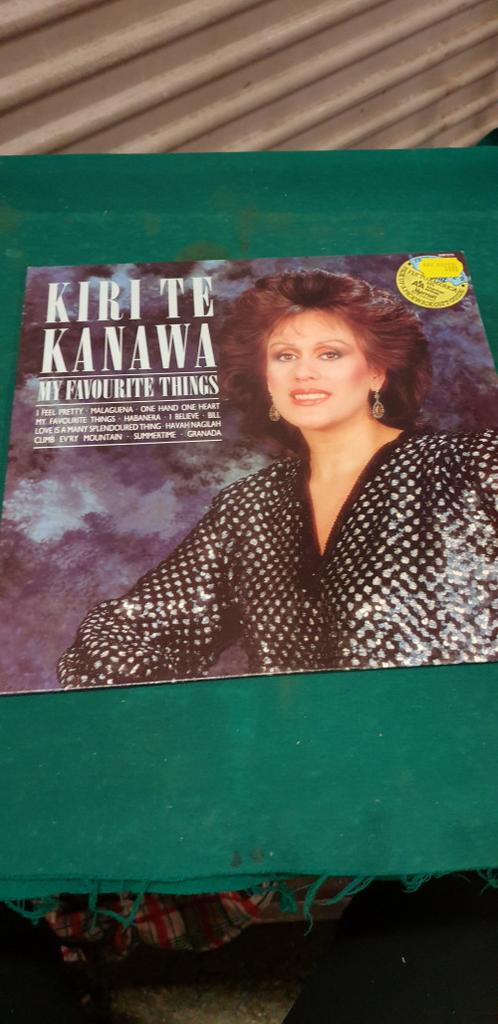 KIRI TE
KANAWA
MY FAVOURITE THINGS
I FEEL PRETTY · MALAGUENA · ONE HAND ONE HEART
MY FAVOURITE THINGS · HABANERA · I BELIEVE · BILL
LOVE IS A MANY SPLENDOURED THING · HAVAH NAGILAH
CLIMB EV'RY MOUNTAIN · SUMMERTIME · GRANADA